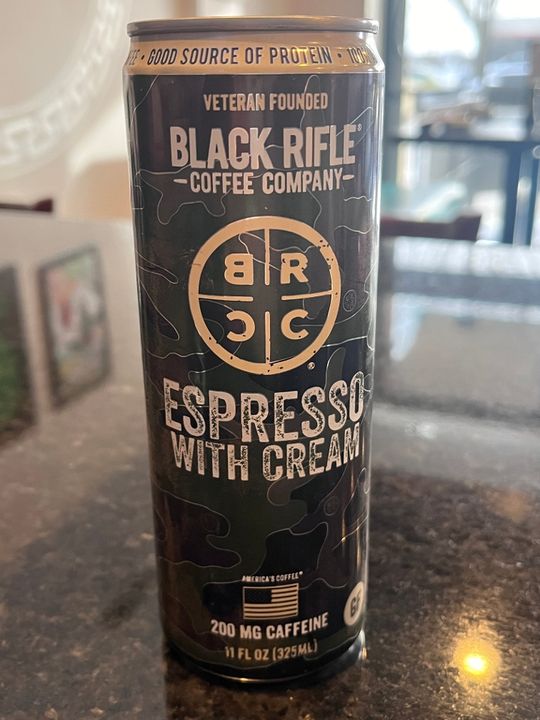 GOOD SOURCE OF PROTEIN •
VETERAN FOUNDED
BLACK RIFLE®
COFFEE COMPANY
B R
C C
®
ESPRESSO
WITH CREAM
AMERICA'S COFFEE®
200 MG CAFFEINE
11 FL OZ (325ML)